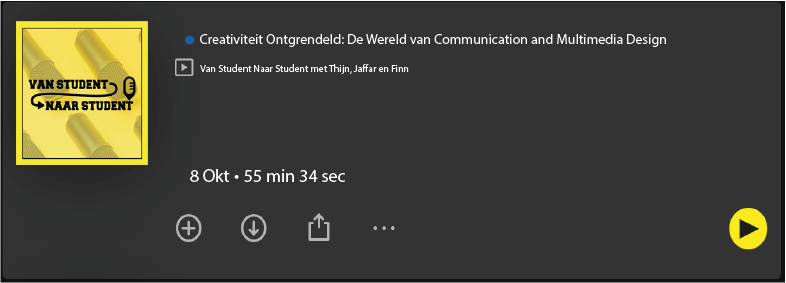 VAN STUDENT
NAAR STUDENT
Creativiteit Ontgrendeld: De Wereld van Communication and Multimedia Design
Van Student Naar Student met Thijn, Jaffar en Finn
8 Okt • 55 min 34 sec